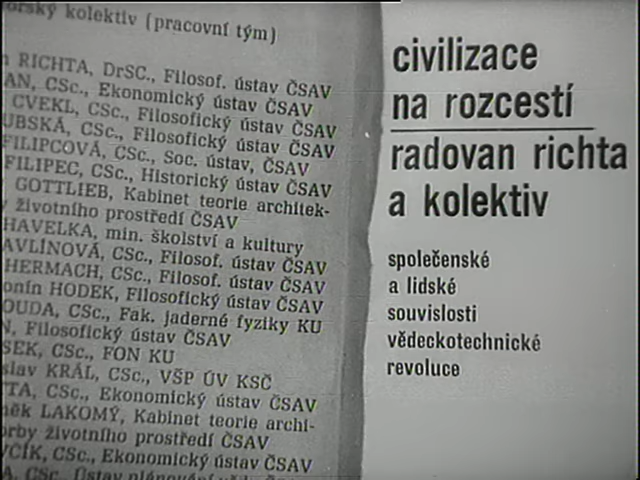 orský kolektiv (pracovní tým)
RICHTA, DrSC., Filosof. ústav ČSAV
AN, CSc., Ekonomický ústav ČSAV
CVEKL, CSc., Filosofický ústav ČSAV
UBSKÁ, CSc., Filosofický ústav ČSAV
FILIPCOVÁ, CSc., Soc. ústav, ČSAV
FILIPEC, CSc., Historický ústav ČSAV
GOTTLIEB, Kabinet teorie architek-
životního prostředí ČSAV
HAVELKA, min. školství a kultury
AVLÍNOVÁ, CSc., Filosof. ústav ČSAV
HERMACH, CSc., Filosof. ústav ČSAV
onín HODEK, Filosofický ústav ČSAV
OUDA, CSc., Fak. jaderné fyziky KU
N, Filosofický ústav ČSAV
SEK, CSc., FON KU
slav KRÁL, CSc., VŠP ÚV KSČ
TA, CSc., Ekonomický ústav ČSAV
něk LAKOMÝ, Kabinet teorie archi-
orby životního prostředí ČSAV
VČÍK, CSc., Ekonomický ústav ČSAV
civilizace
na rozcestí
radovan richta
a kolektiv
společenské
a lidské
souvislosti
vědeckotechnické
revoluce